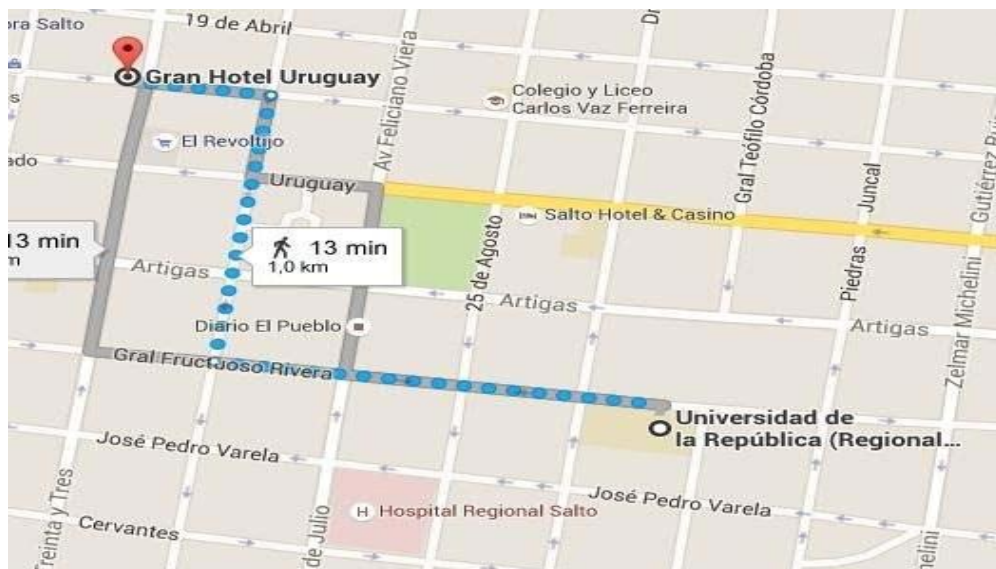 ora Salto
19 de Abril
Gran Hotel Uruguay
Av Feliciano Viera
Colegio y Liceo
Carlos Vaz Ferreira
Gral Teófilo Córdoba
Juncal
El Revoltijo
ado
Uruguay
Salto Hotel & Casino
13 min
m
13 min
1,0 km
Artigas
25 de Agosto
Artigas
Piedras
Artigas
Zelmar Michelini
Diario El Pueblo
Gral Fructuoso Rivera
Universidad de
la República (Regional...
José Pedro Varela
José Pedro Varela
H
Hospital Regional Salto
Cervantes
Treinta y Tres
de Julio
helini